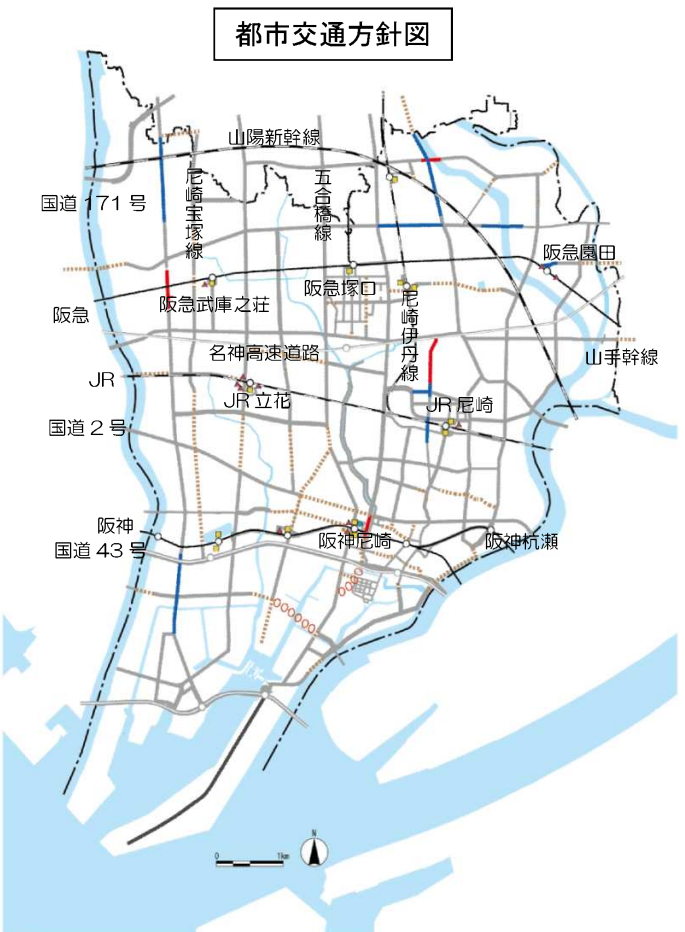 都市交通方針図
山陽新幹線
尼崎宝塚線
五合橋線
国道171号
阪急園田
阪急武庫之荘
阪急塚口
阪急
尼崎伊丹線
名神高速道路
山手幹線
JR
JR立花
JR尼崎
国道2号
阪神
阪神尼崎
阪神杭瀬
国道43号
N
0 1km